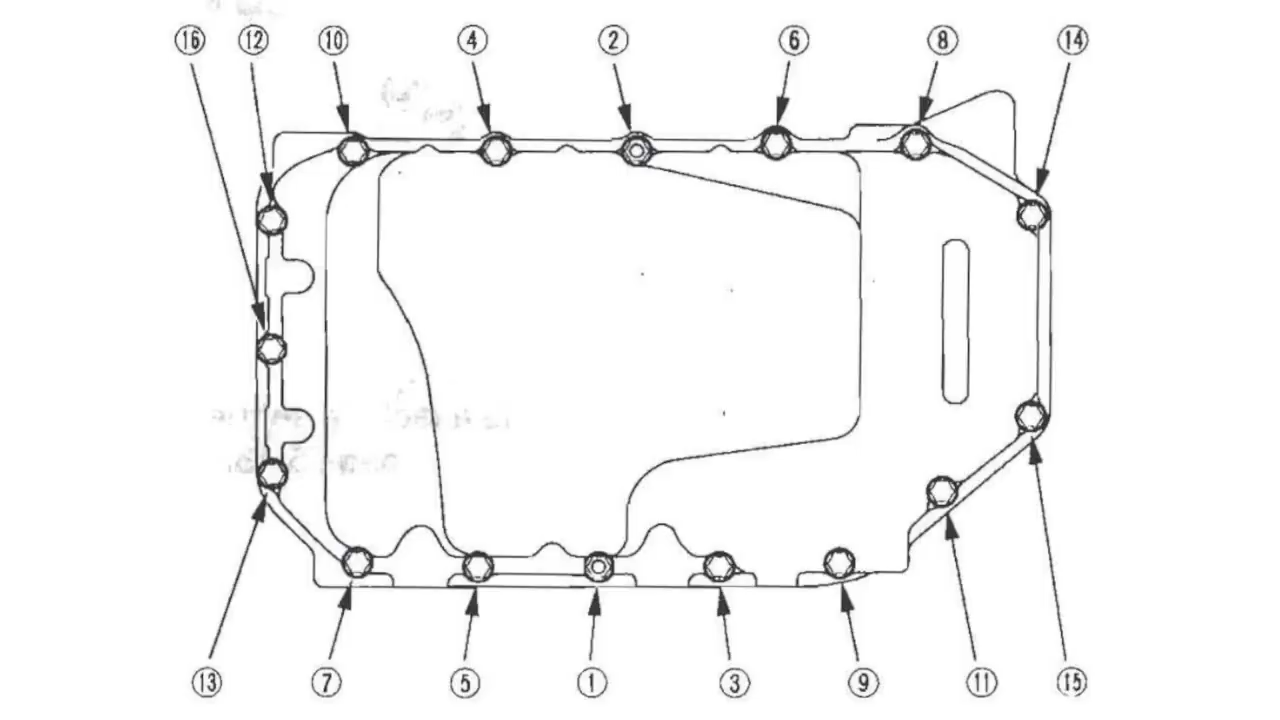 ⑯ ⑫ ⑩ ④ ② ⑥ ⑧ ⑭
⑬ ⑦ ⑤ ① ③ ⑨ ⑪ ⑮